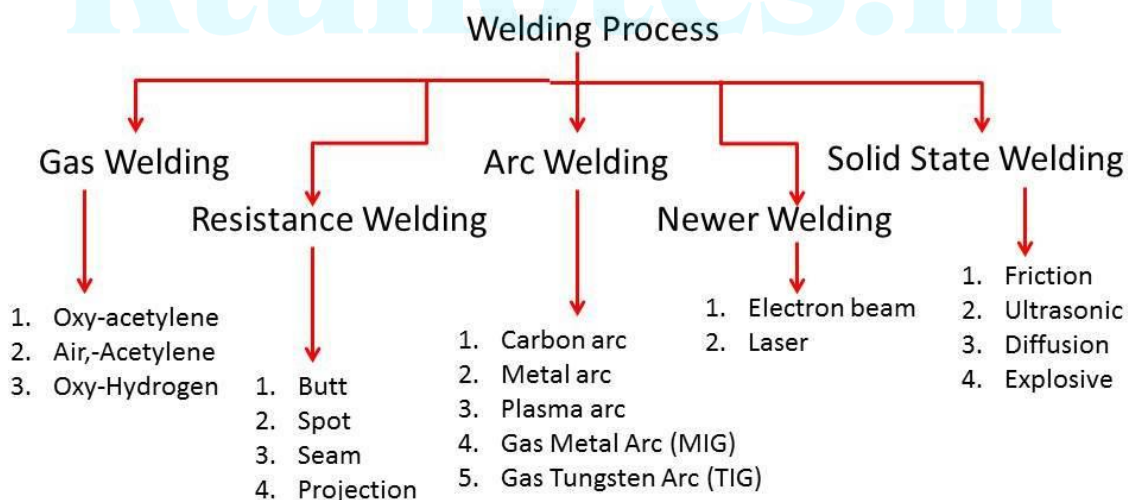 Welding Process
Gas Welding
1. Oxy-acetylene
2. Air,-Acetylene
3. Oxy-Hydrogen
Resistance Welding
1. Butt
2. Spot
3. Seam
4. Projection
Arc Welding
1. Carbon arc
2. Metal arc
3. Plasma arc
4. Gas Metal Arc (MIG)
5. Gas Tungsten Arc (TIG)
Newer Welding
1. Electron beam
2. Laser
Solid State Welding
1. Friction
2. Ultrasonic
3. Diffusion
4. Explosive